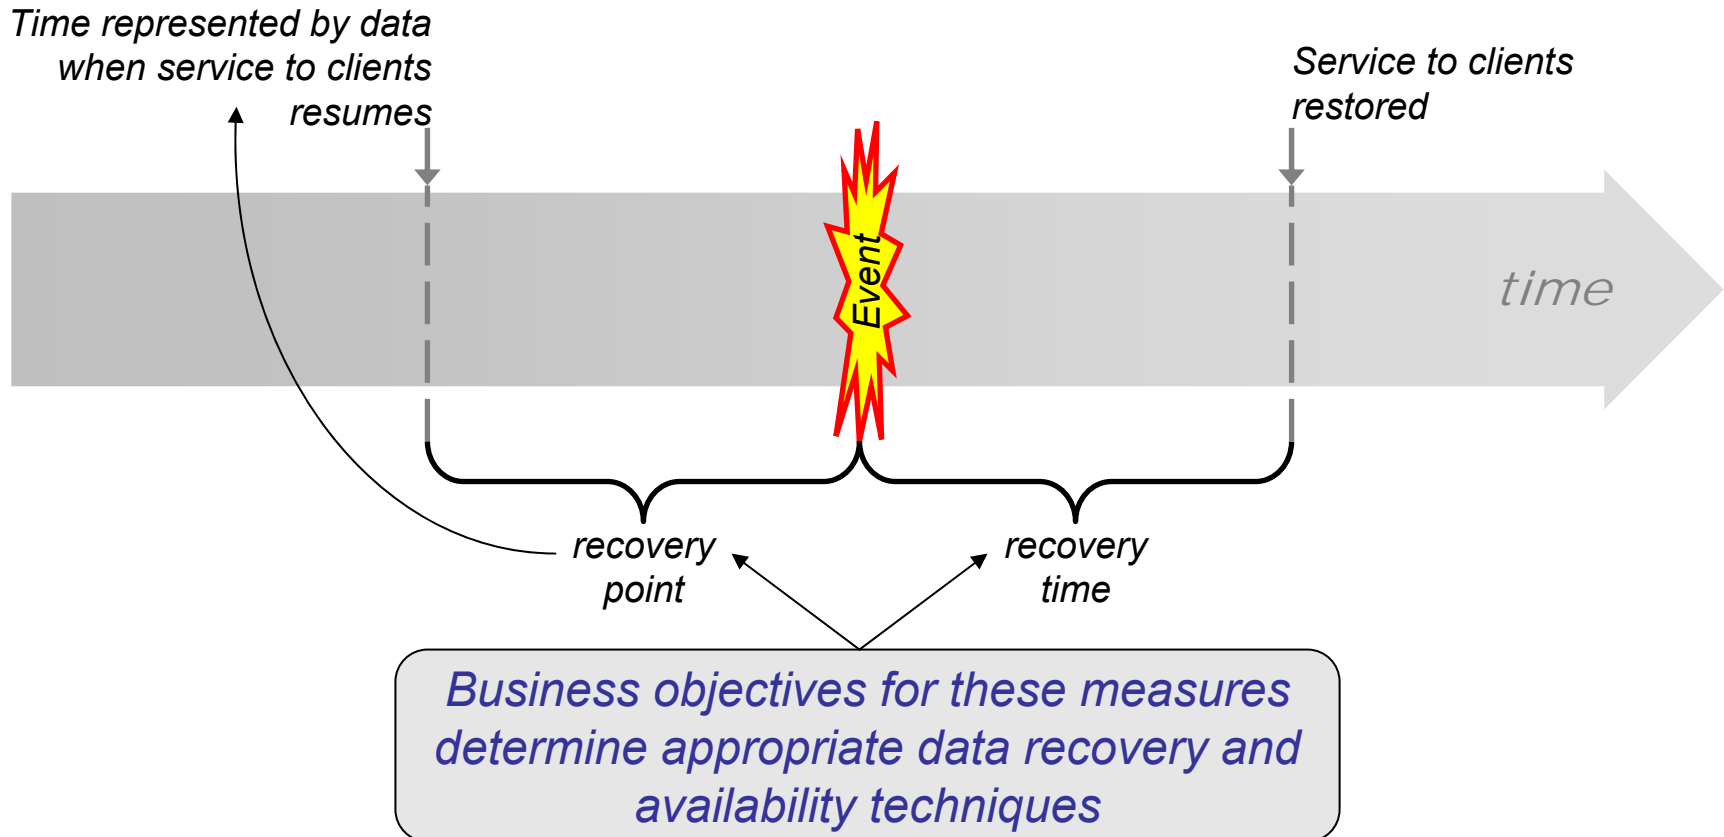 Time represented by data
when service to clients
resumes
Service to clients
restored
Event
time
recovery
point
recovery
time
Business objectives for these measures
determine appropriate data recovery and
availability techniques